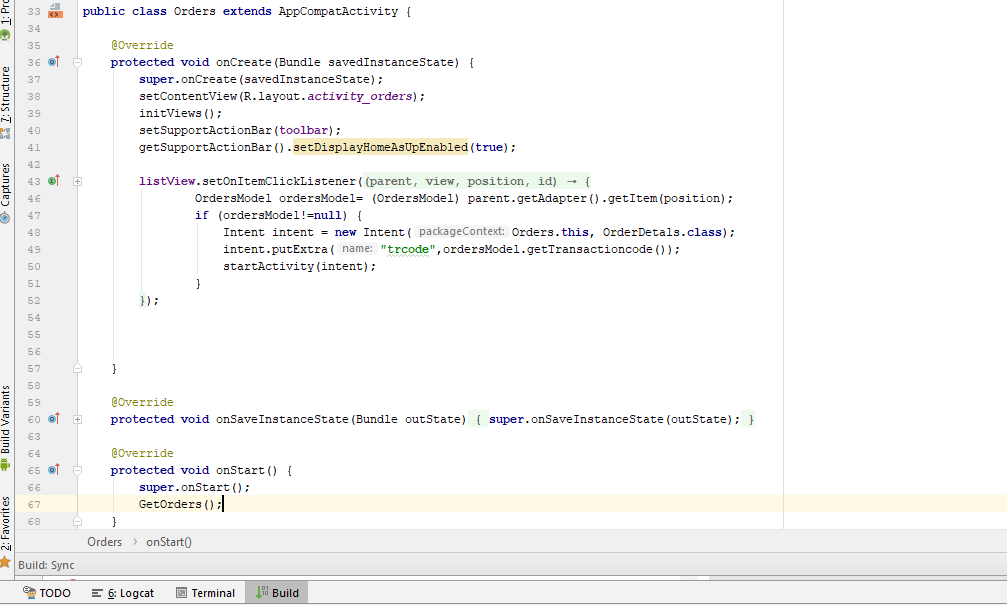 1: Pro
7: Structure
Captures
Build Variants
2: Favorites
33 public class Orders extends AppCompatActivity {
34
35 @Override
36 protected void onCreate(Bundle savedInstanceState) {
37 super.onCreate(savedInstanceState);
38 setContentView(R.layout.activity_orders);
39 initViews();
40 setSupportActionBar(toolbar);
41 getSupportActionBar().setDisplayHomeAsUpEnabled(true);
42
43 listView.setOnItemClickListener((parent, view, position, id) → {
46 OrdersModel ordersModel= (OrdersModel) parent.getAdapter().getItem(position);
47 if (ordersModel!=null) {
48 Intent intent = new Intent( packageContext: Orders.this, OrderDetals.class);
49 intent.putExtra( name: "trcode",ordersModel.getTransactioncode());
50 startActivity(intent);
51 }
52 });
54
55
56
57 }
58
59 @Override
60 protected void onSaveInstanceState(Bundle outState) { super.onSaveInstanceState(outState); }
63
64 @Override
65 protected void onStart() {
66 super.onStart();
67 GetOrders();
68 }
Orders › onStart()
Build: Sync
TODO 6: Logcat Terminal Build